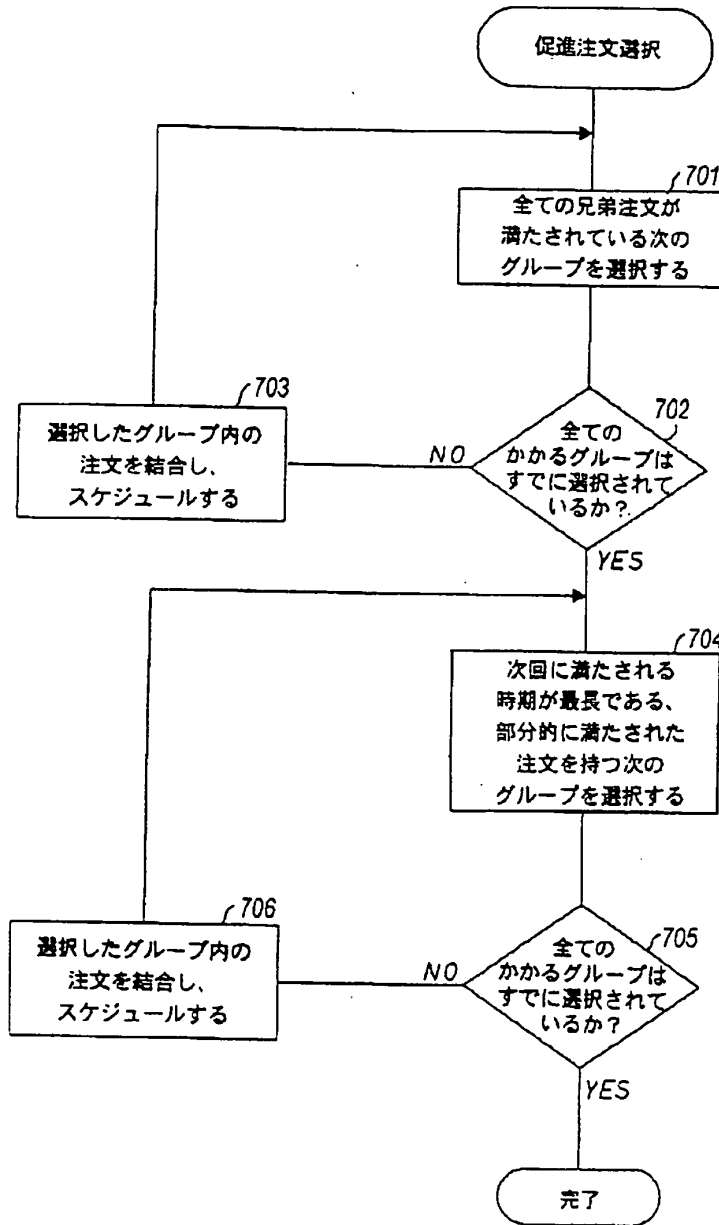 促進注文選択
701
全ての兄弟注文が
満たされている次の
グループを選択する
703
選択したグループ内の
注文を結合し、
スケジュールする
NO
702
全ての
かかるグループは
すでに選択されて
いるか?
YES
704
次回に満たされる
時期が最長である、
部分的に満たされた
注文を持つ次の
グループを選択する
706
選択したグループ内の
注文を結合し、
スケジュールする
NO
705
全ての
かかるグループは
すでに選択されて
いるか?
YES
完了